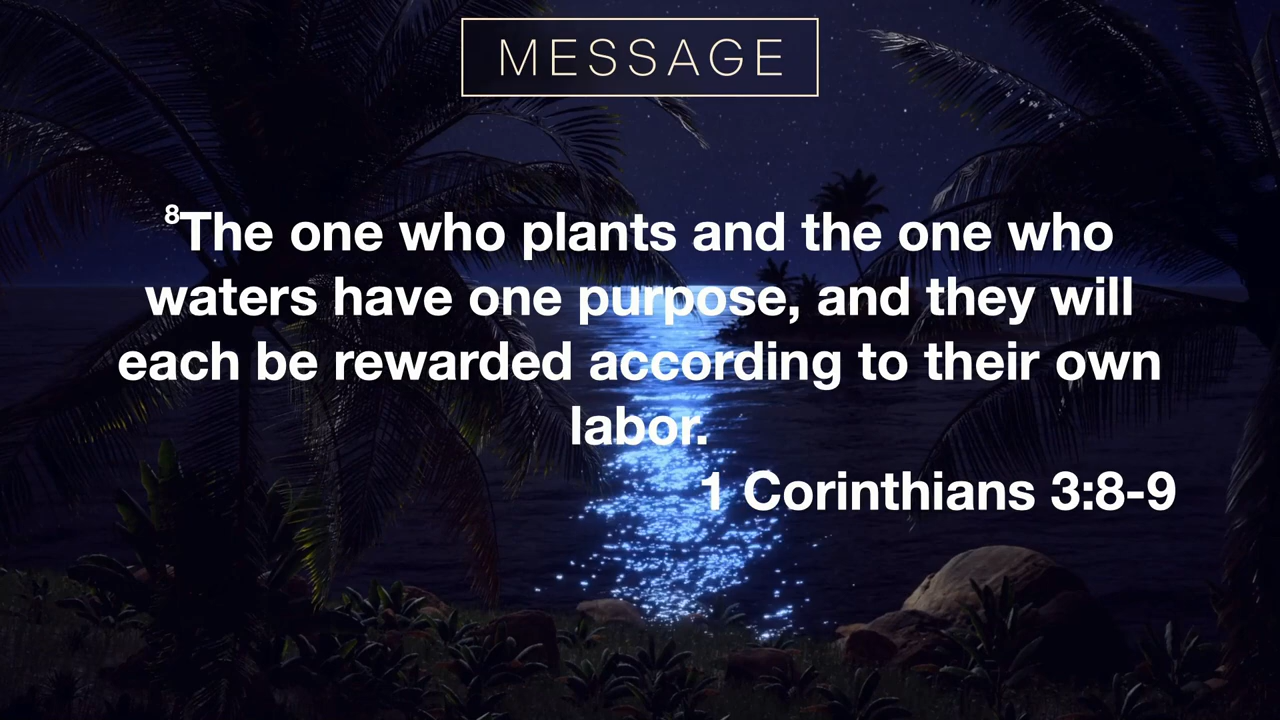 MESSAGE
⁸The one who plants and the one who
waters have one purpose, and they will
each be rewarded according to their own
labor.
1 Corinthians 3:8-9